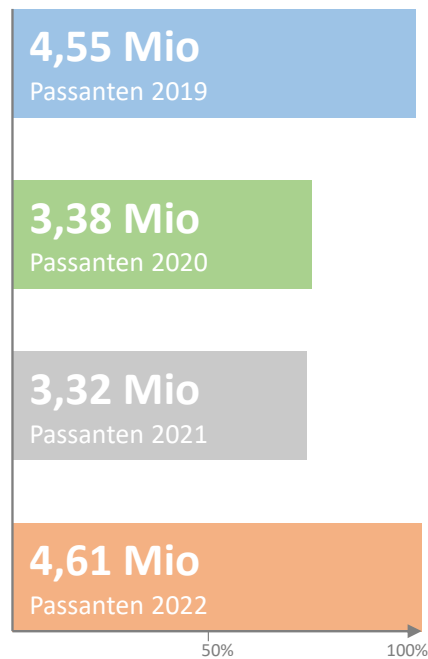 4,55 Mio
Passanten 2019
3,38 Mio
Passanten 2020
3,32 Mio
Passanten 2021
4,61 Mio
Passanten 2022
50% 100%